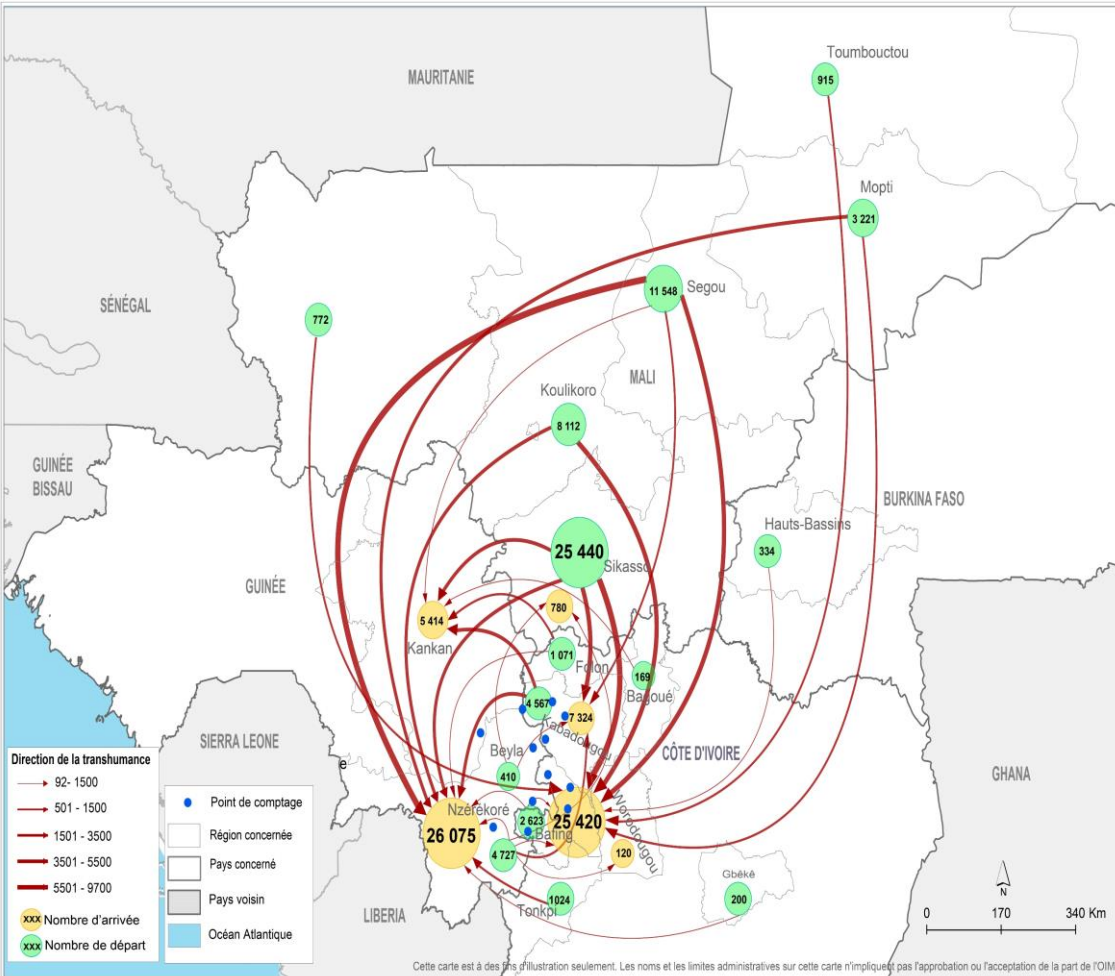 Toumbouctou
915
MAURITANIE
Mopti
3 221
SÉNÉGAL
11 548
Segou
772
MALI
Koulikoro
8 112
GUINÉE
BISSAU
BURKINA FASO
Hauts-Bassins
334
25 440
Sikasso
GUINÉE
780
5 414
Kankan
1 071
Folon
169
Bagoué
4 567
7 324
Kabadougou
SIERRA LEONE
CÔTE D'IVOIRE
Beyla
e
410
GHANA
Nzérékoré
Worodougou
26 075
2 623
25 420
Bafing
4 727
120
Gbêkê
200
1024
Tonkpi
LIBERIA
Direction de la transhumance
92- 1500
501 - 1500
1501 - 3500
3501 - 5500
5501 - 9700
xxx Nombre d'arrivée
xxx Nombre de départ
Point de comptage
Région concernée
Pays concerné
Pays voisin
Océan Atlantique
N
0 170 340 Km
Cette carte est à des fins d'illustration seulement. Les noms et les limites administratives sur cette carte n'impliquent pas l'approbation ou l'acceptation de la part de l'OIM